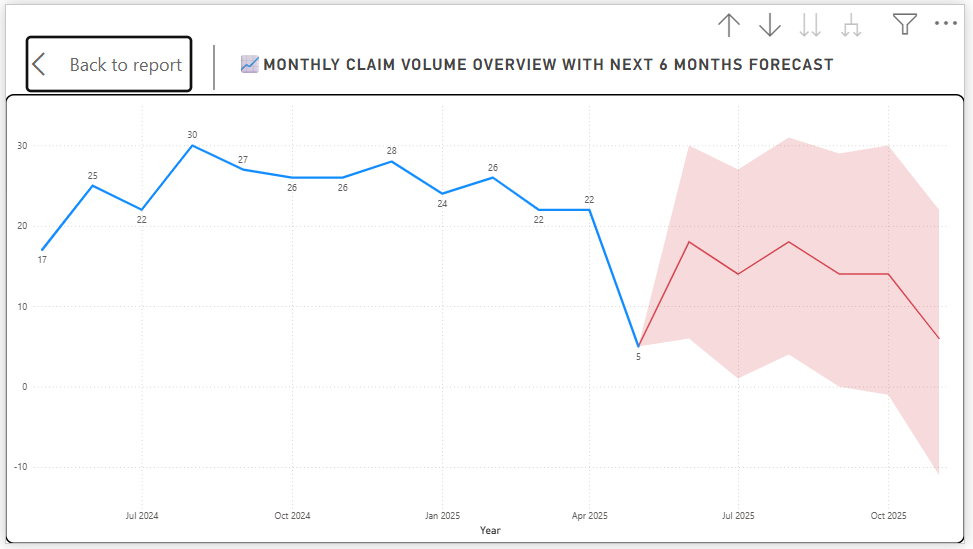 Back to report
📈 MONTHLY CLAIM VOLUME OVERVIEW WITH NEXT 6 MONTHS FORECAST
30
20
10
0
-10
17
25
22
30
27
26
26
28
24
26
22
22
5
Jul 2024
Oct 2024
Jan 2025
Apr 2025
Jul 2025
Oct 2025
Year